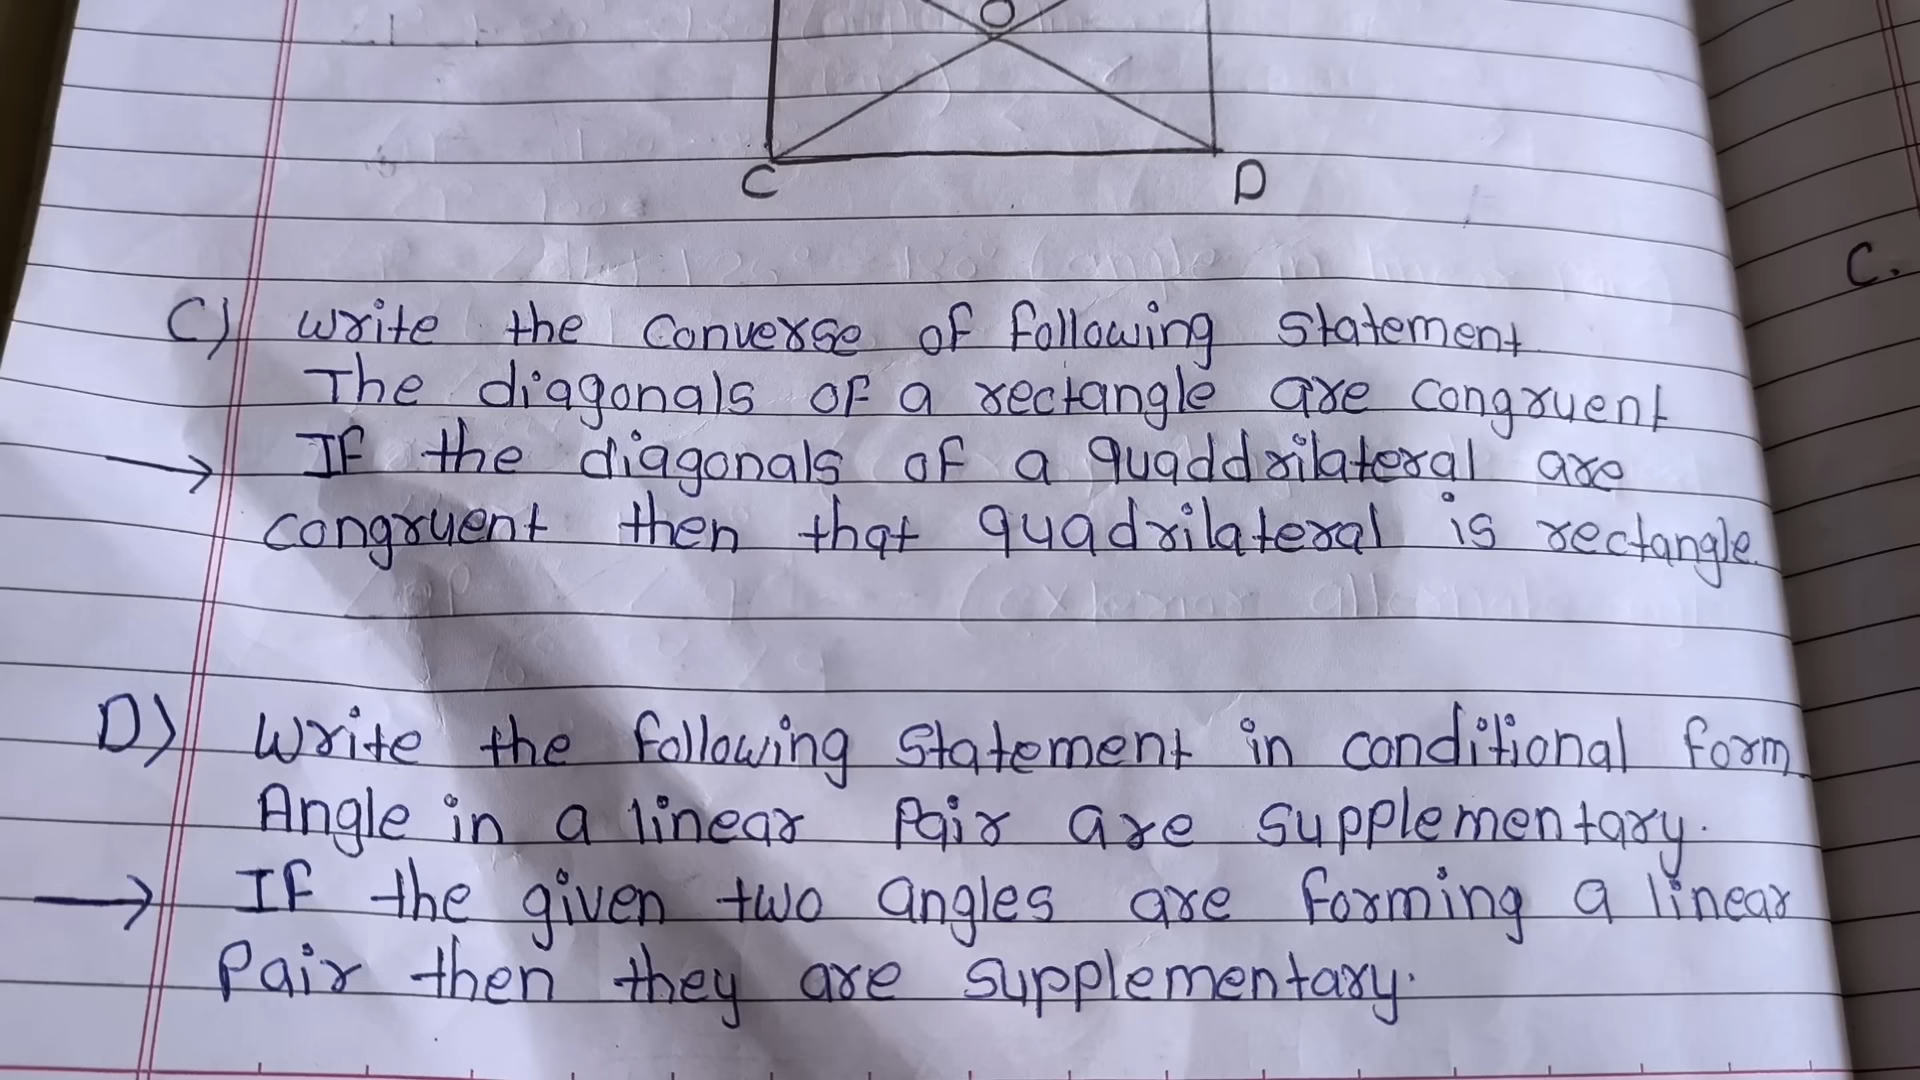 O
C D
C) Write the converse of following statement
The diagonals of a rectangle are congruent
→ If the diagonals of a quaddrilateral are
congruent then that quadrilateral is rectangle.
D) Write the following statement in conditional form.
Angle in a linear pair are supplementary.
→ If the given two angles are forming a linear
Pair then they are supplementary.
C.